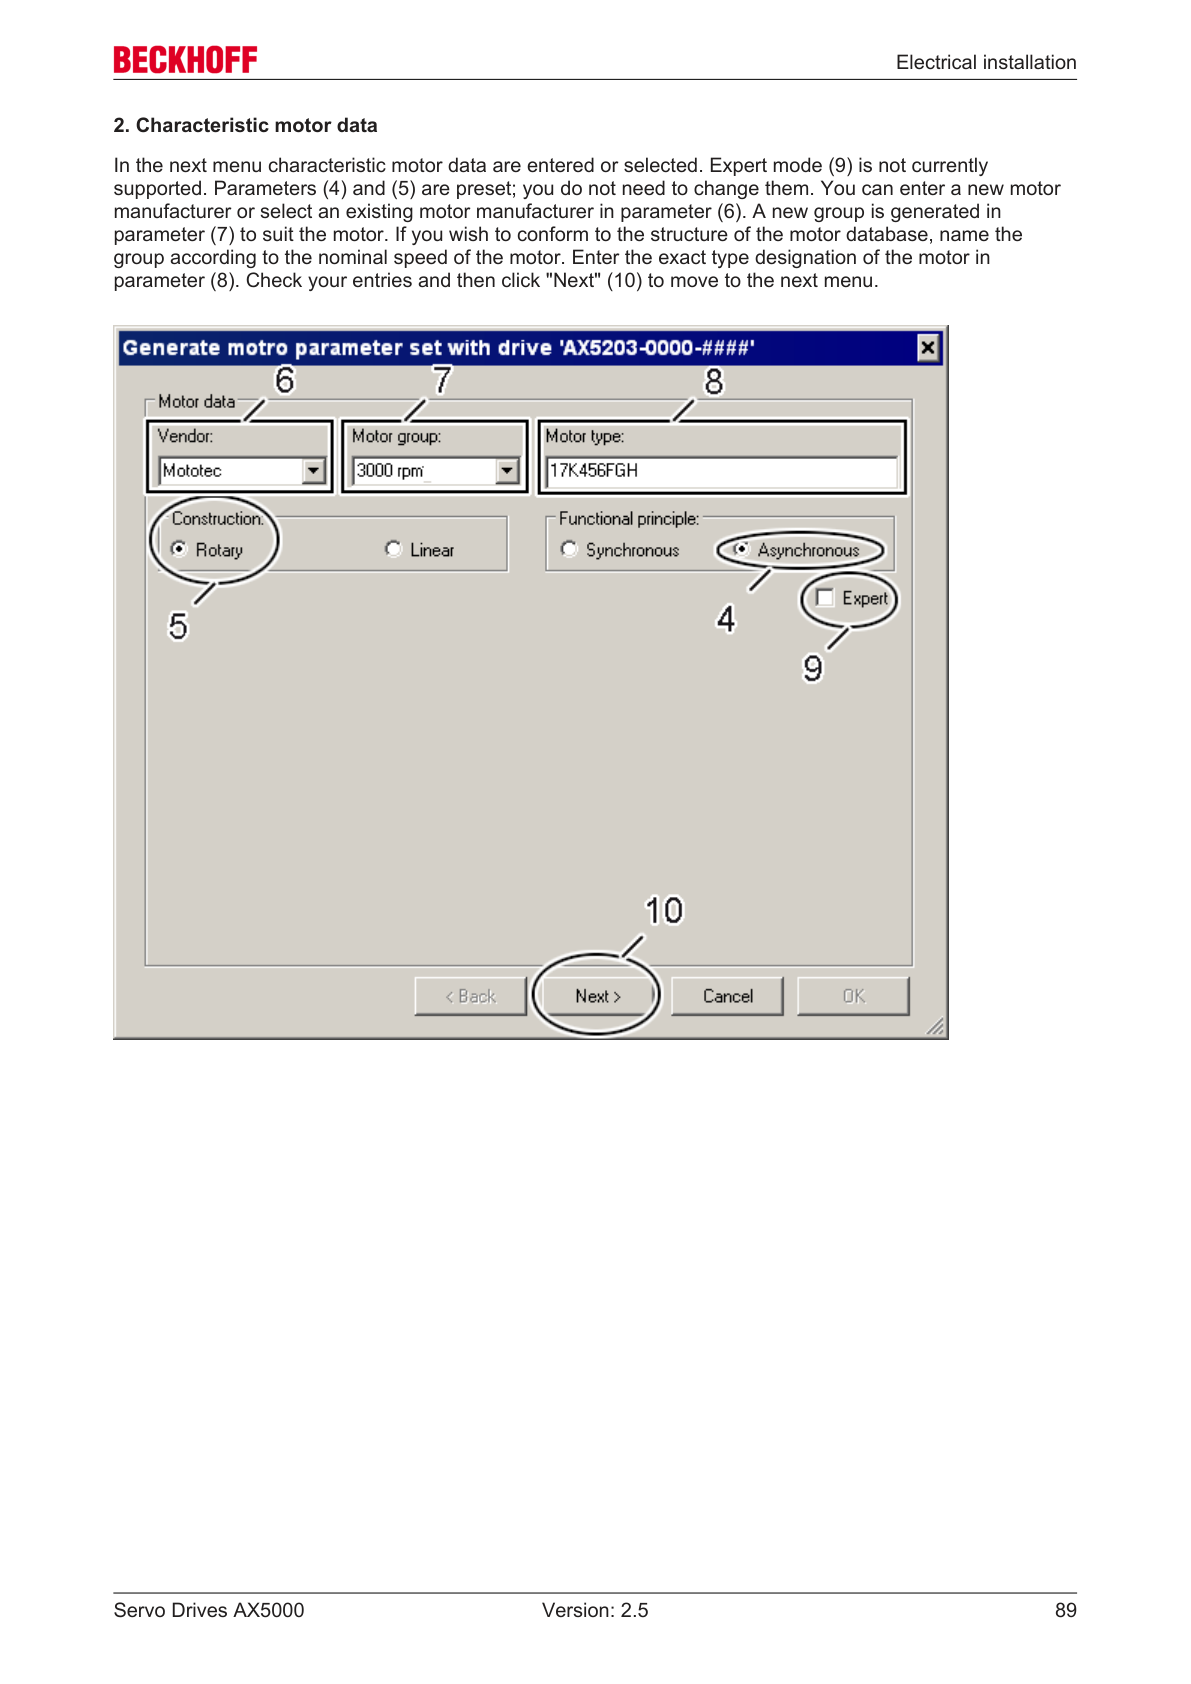 BECKHOFF
Electrical installation
2. Characteristic motor data
In the next menu characteristic motor data are entered or selected. Expert mode (9) is not currently
supported. Parameters (4) and (5) are preset; you do not need to change them. You can enter a new motor
manufacturer or select an existing motor manufacturer in parameter (6). A new group is generated in
parameter (7) to suit the motor. If you wish to conform to the structure of the motor database, name the
group according to the nominal speed of the motor. Enter the exact type designation of the motor in
parameter (8). Check your entries and then click "Next" (10) to move to the next menu.
Generate motro parameter set with drive 'AX5203-0000-####'
6 7 8
Motor data
Vendor: Motor group: Motor type:
Mototec 3000 rpm 17K456FGH
Construction: Functional principle:
Rotary Linear Synchronous Asynchronous
Expert
5 4
9
10
< Back Next > Cancel OK
Servo Drives AX5000 Version: 2.5 89